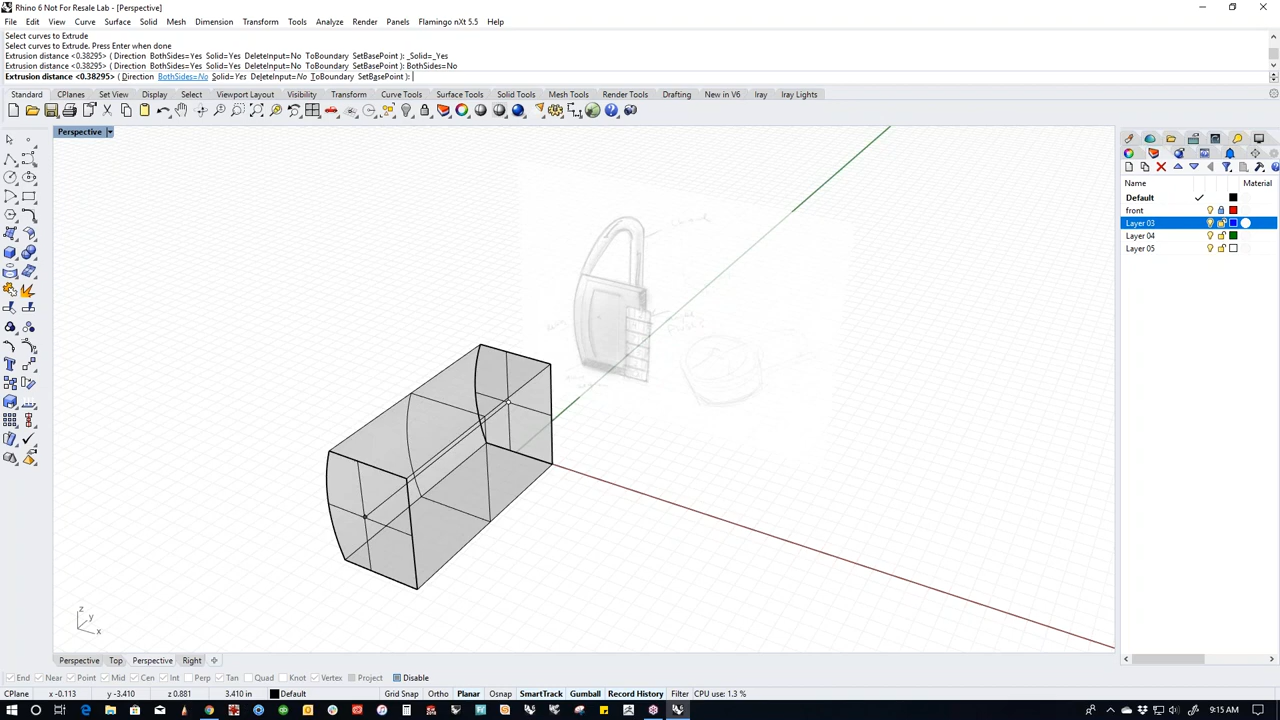 Rhino 6 Not For Resale Lab - [Perspective]
File Edit View Curve Surface Solid Mesh Dimension Transform Tools Analyze Render Panels Flamingo nXt 5.5 Help
Select curves to Extrude
Select curves to Extrude. Press Enter when done
Extrusion distance <0.38295> ( Direction BothSides=Yes Solid=Yes DeleteInput=No ToBoundary SetBasePoint ): _Solid=_Yes
Extrusion distance <0.38295> ( Direction BothSides=Yes Solid=Yes DeleteInput=No ToBoundary SetBasePoint ): BothSides=No
Extrusion distance <0.38295> ( Direction BothSides=No Solid=Yes DeleteInput=No ToBoundary SetBasePoint ):
Standard CPlanes Set View Display Select Viewport Layout Visibility Transform Curve Tools Surface Tools Solid Tools Mesh Tools Render Tools Drafting New in V6 Iray Iray Lights
Perspective
Name Material
Default
front
Layer 03
Layer 04
Layer 05
z
y
x
Perspective Top Perspective Right
End Near Point Mid Cen Int Perp Tan Quad Knot Vertex Project Disable
CPlane x -0.113 y -3.410 z 0.881 3.410 in Default Grid Snap Ortho Planar Osnap SmartTrack Gumball Record History Filter CPU use: 1.3 %
9:15 AM